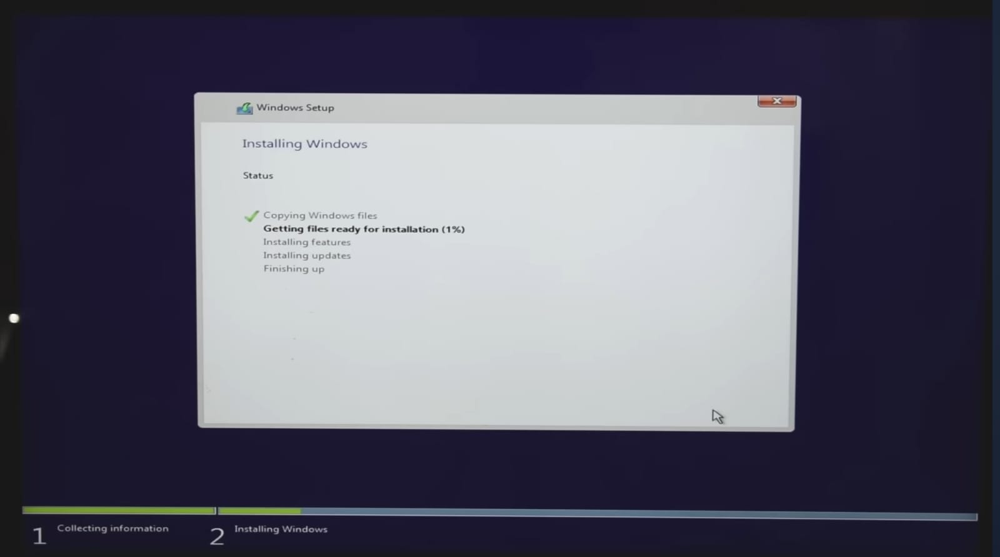 Windows Setup
Installing Windows
Status
Copying Windows files
Getting files ready for installation (1%)
Installing features
Installing updates
Finishing up
1 Collecting information
2 Installing Windows